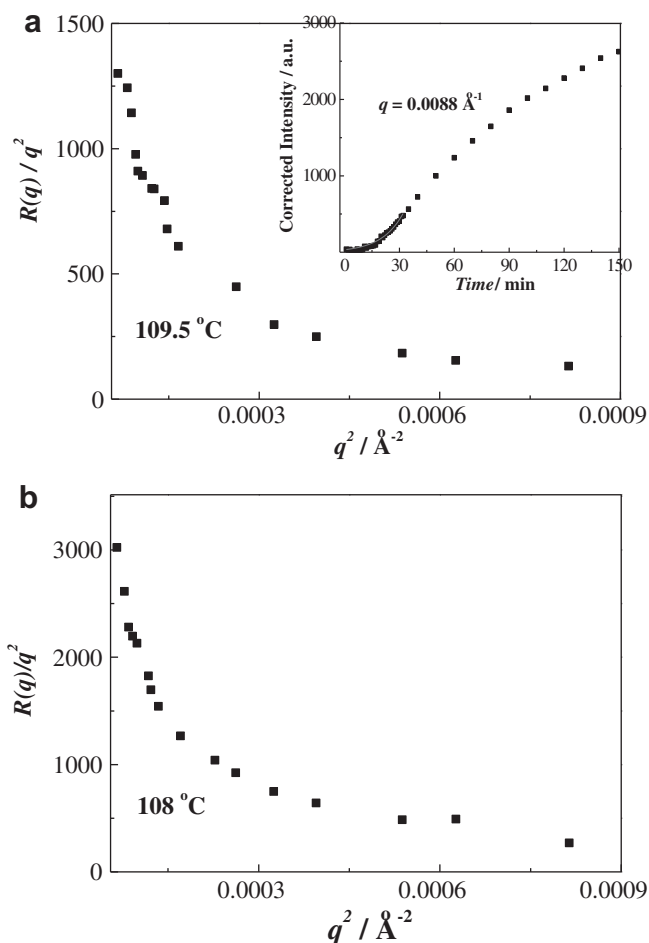 a
1500
1000
500
0
R(q) / q²
109.5 °C
0.0003
0.0006
0.0009
q² / Å⁻²
3000
2000
1000
0
Corrected Intensity / a.u.
q = 0.0088 Å⁻¹
0
30
60
90
120
150
Time/ min
b
3000
2000
1000
0
R(q)/q²
108 °C
0.0003
0.0006
0.0009
q² / Å⁻²